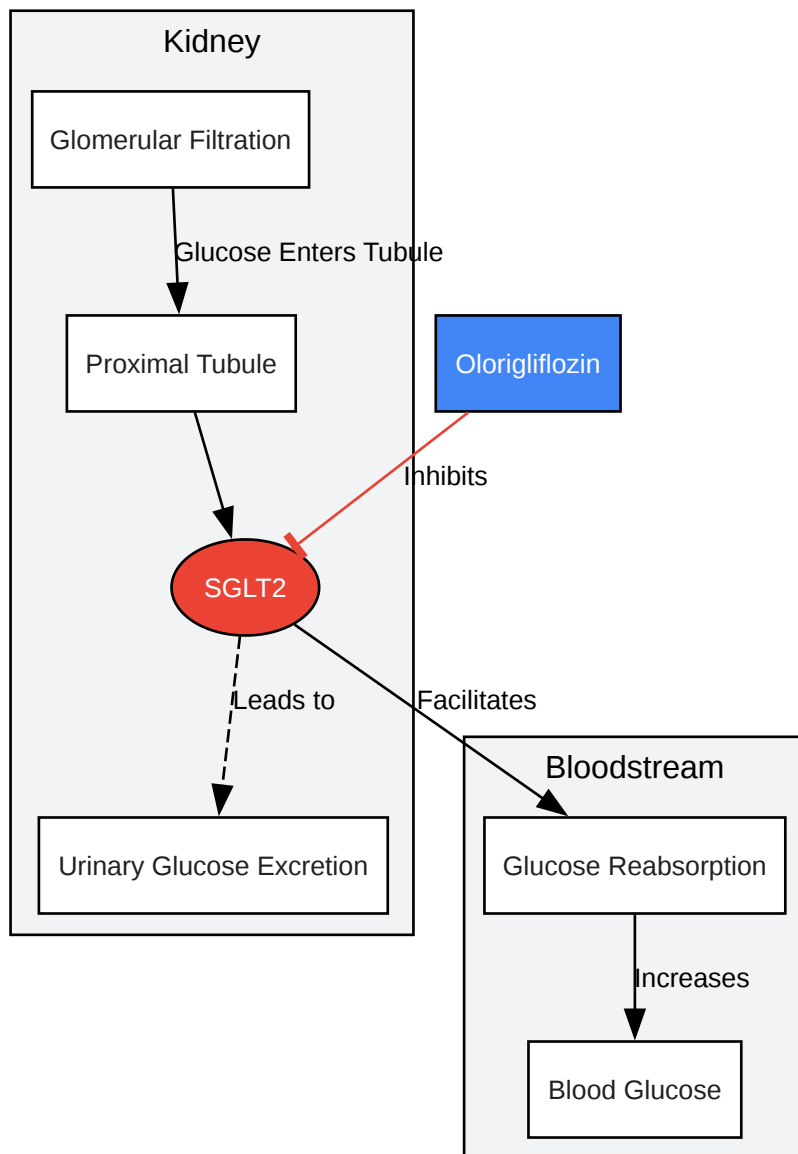 Kidney
Glomerular Filtration
Glucose Enters Tubule
Proximal Tubule
Olorigliflozin
Inhibits
SGLT2
Leads to
Facilitates
Bloodstream
Urinary Glucose Excretion
Glucose Reabsorption
Increases
Blood Glucose